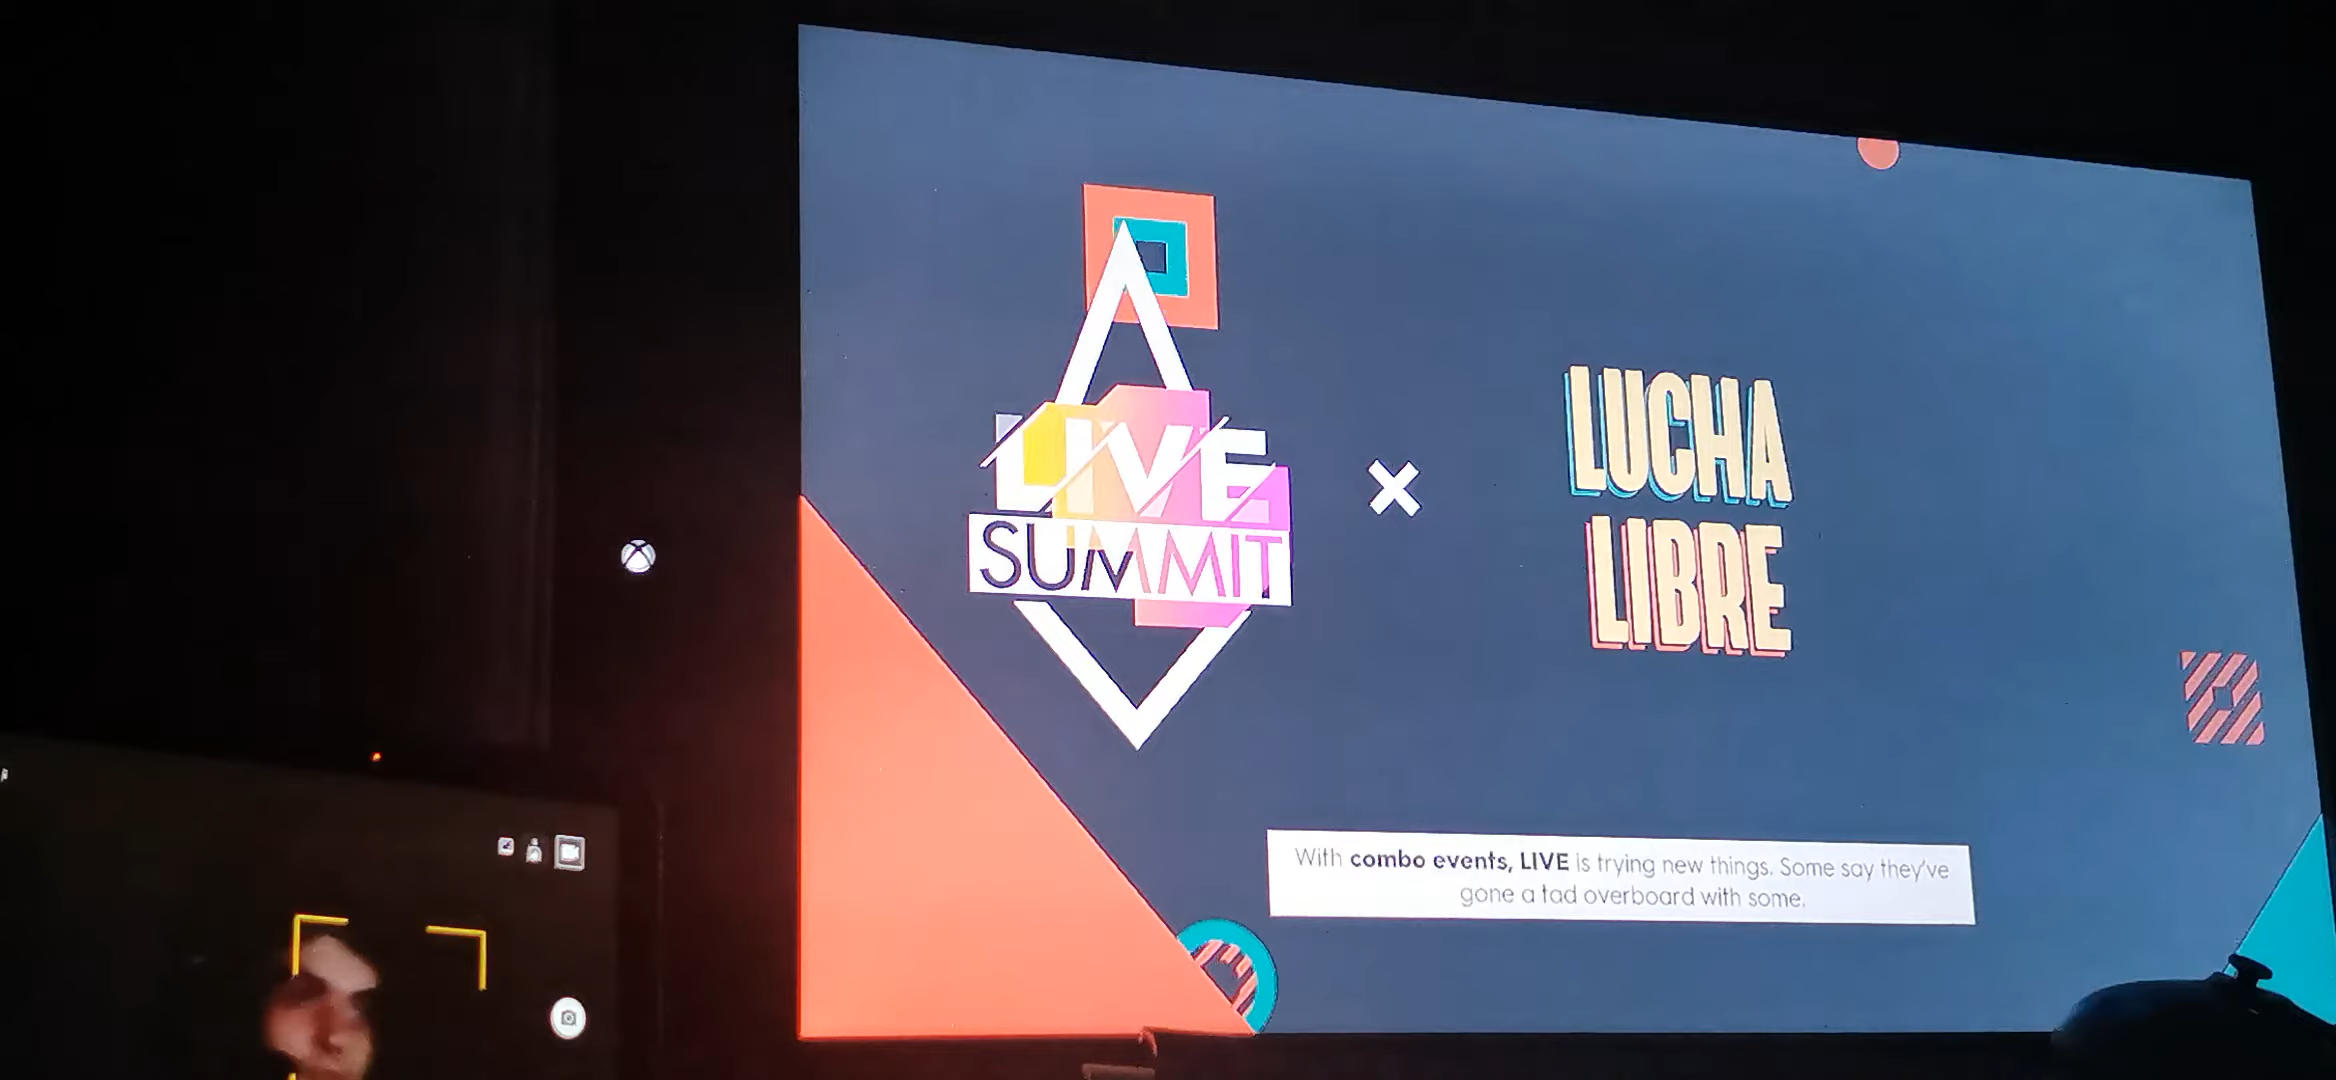 LIVE
SUMMIT
×
LUCHA
LIBRE
With combo events, LIVE is trying new things. Some say they've
gone a tad overboard with some.